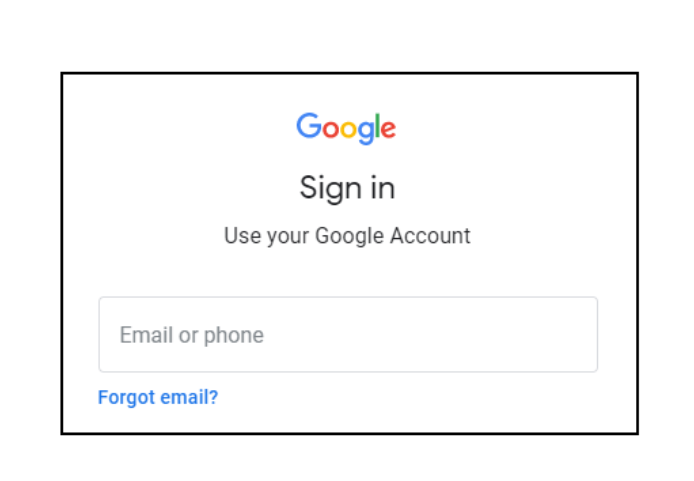 Google
Sign in
Use your Google Account
Email or phone
Forgot email?